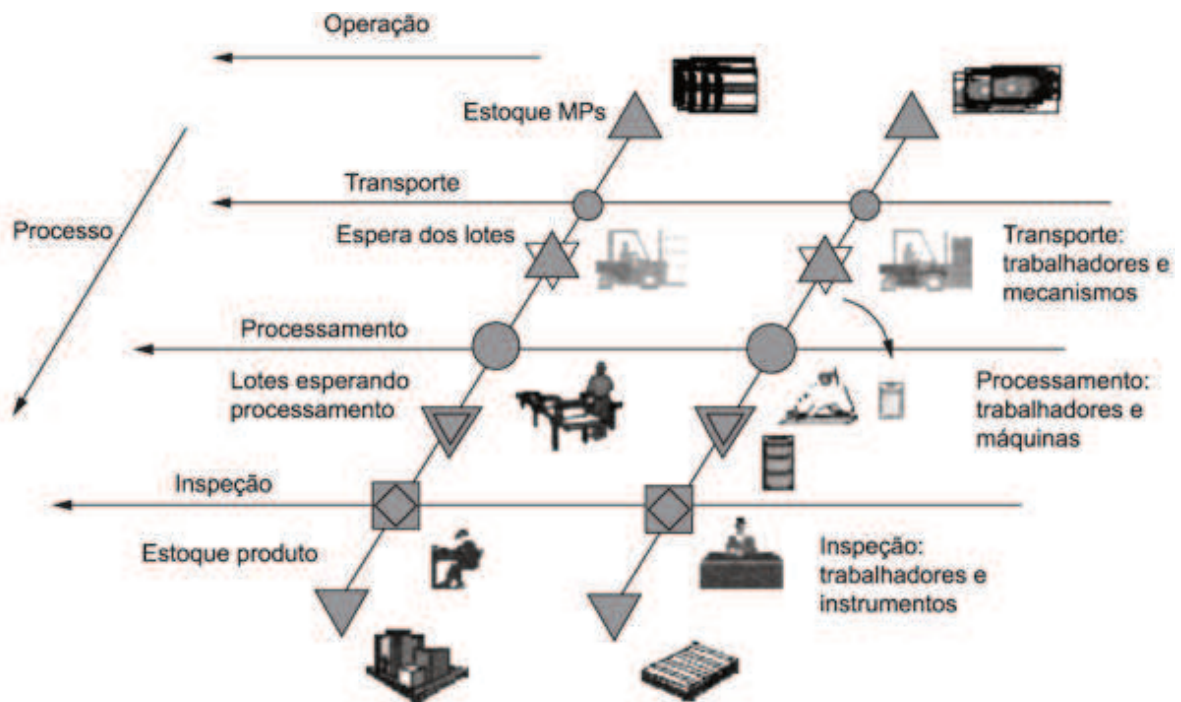 Operação
Estoque MPs
Transporte
Processo
Espera dos lotes
Transporte:
trabalhadores e
mecanismos
Processamento
Lotes esperando
processamento
Processamento:
trabalhadores e
máquinas
Inspeção
Estoque produto
Inspeção:
trabalhadores e
instrumentos